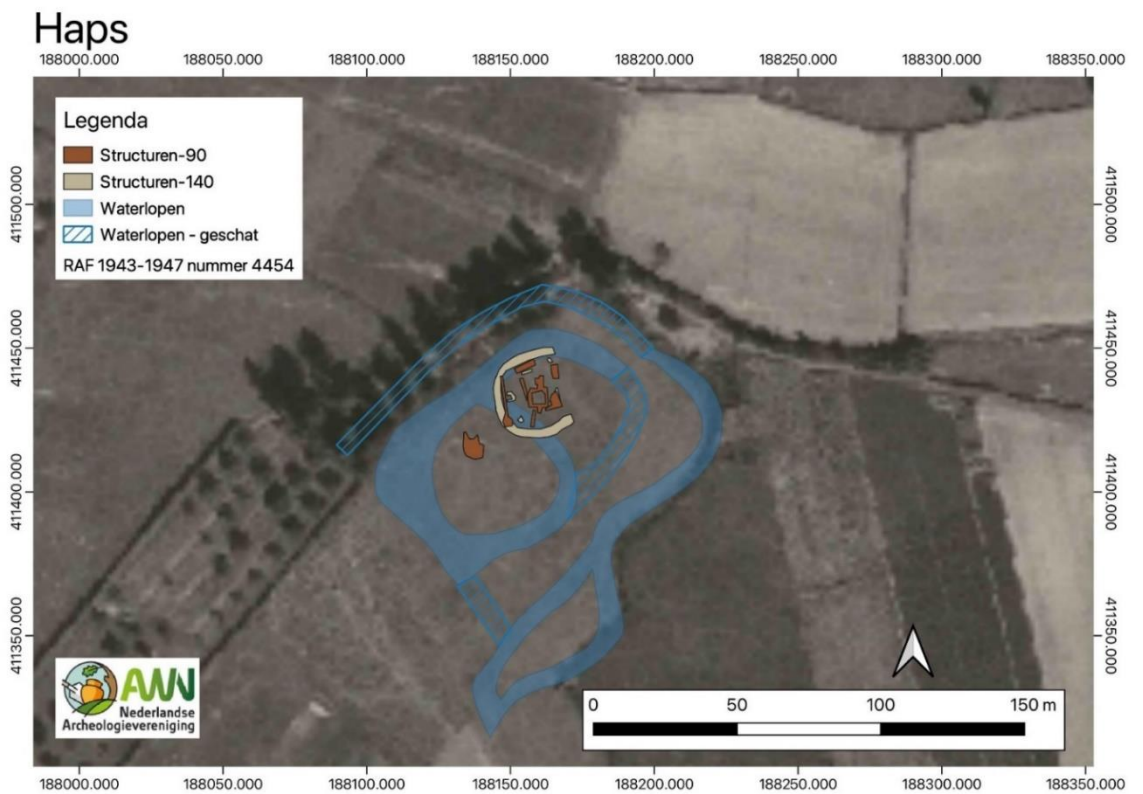 Haps
188000.000 188050.000 188100.000 188150.000 188200.000 188250.000 188300.000 188350.000
Legenda
Structuren-90
Structuren-140
Waterlopen
Waterlopen - geschat
RAF 1943-1947 nummer 4454
411500.000
411450.000
411400.000
411350.000
411500.000
411450.000
411400.000
411350.000
AWN
Nederlandse
Archeologievereniging
0 50 100 150 m
188000.000 188050.000 188100.000 188150.000 188200.000 188250.000 188300.000 188350.000